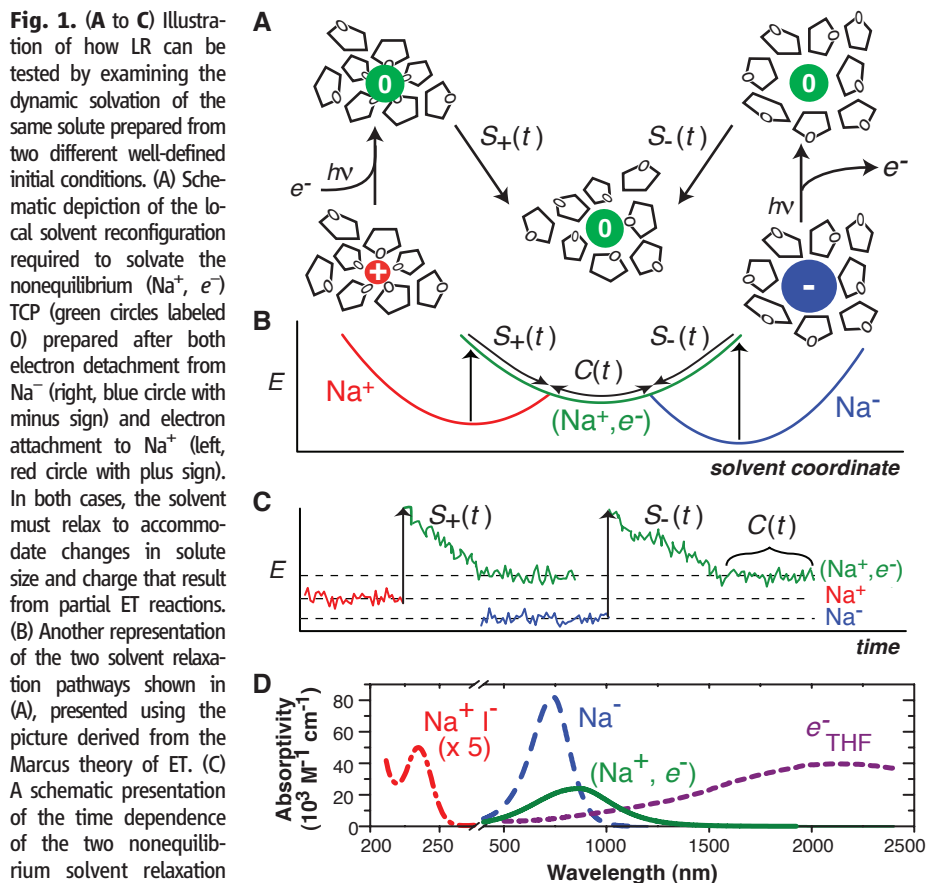 Fig. 1. (A to C) Illustra-
tion of how LR can be
tested by examining the
dynamic solvation of the
same solute prepared from
two different well-defined
initial conditions. (A) Sche-
matic depiction of the lo-
cal solvent reconfiguration
required to solvate the
nonequilibrium (Na⁺, e⁻)
TCP (green circles labeled
0) prepared after both
electron detachment from
Na⁻ (right, blue circle with
minus sign) and electron
attachment to Na⁺ (left,
red circle with plus sign).
In both cases, the solvent
must relax to accommo-
date changes in solute
size and charge that result
from partial ET reactions.
(B) Another representation
of the two solvent relaxa-
tion pathways shown in
(A), presented using the
picture derived from the
Marcus theory of ET. (C)
A schematic presentation
of the time dependence
of the two nonequilib-
rium solvent relaxation
A
0
0
S₊(t)
S₋(t)
e⁻
hν
0
hν
e⁻
+
-
B
E
Na⁺
S₊(t)
C(t)
S₋(t)
(Na⁺,e⁻)
Na⁻
solvent coordinate
C
E
S₊(t)
S₋(t)
C(t)
(Na⁺,e⁻)
Na⁺
Na⁻
time
D
Absorptivity
(10³ M⁻¹ cm⁻¹)
80
60
40
20
0
Na⁺ I⁻
(x 5)
Na⁻
(Na⁺, e⁻)
e⁻THF
200 250 500 1000 1500 2000 2500
Wavelength (nm)